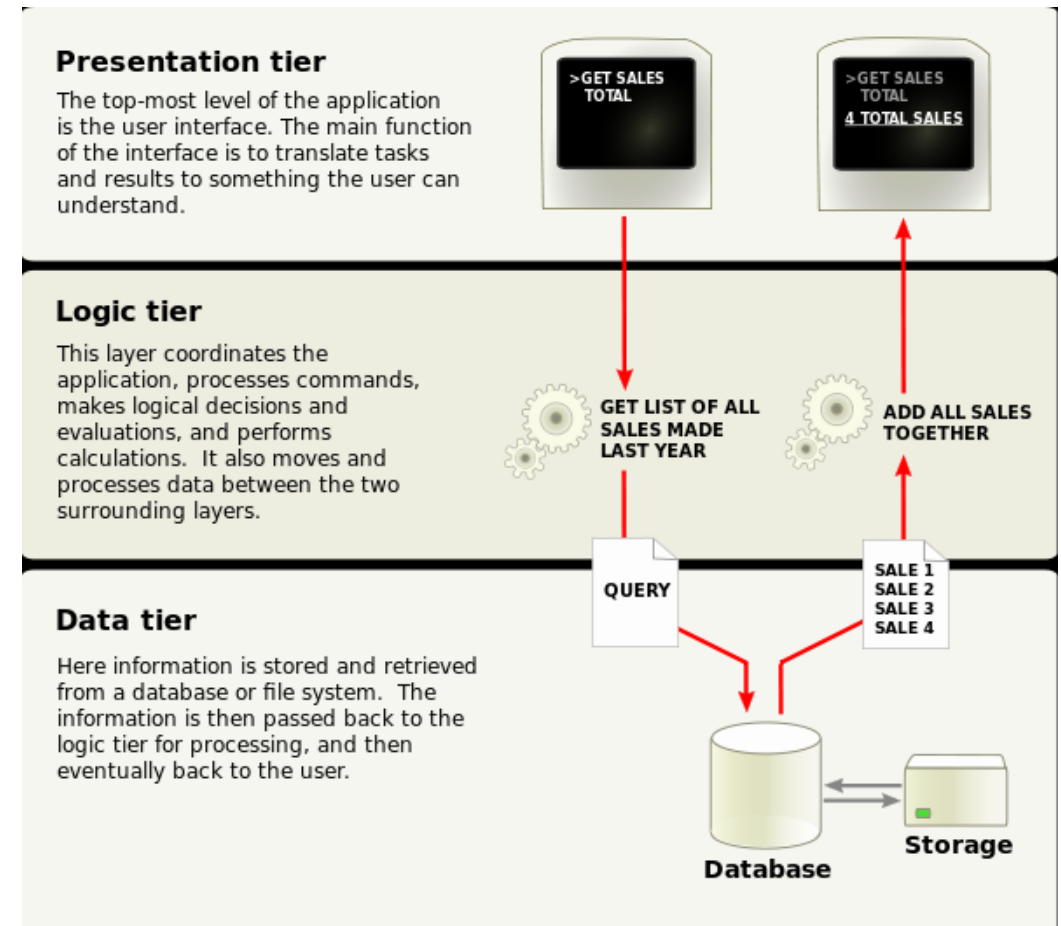 Presentation tier
The top-most level of the application
is the user interface. The main function
of the interface is to translate tasks
and results to something the user can
understand.
>GET SALES
TOTAL
>GET SALES
TOTAL
4 TOTAL SALES
Logic tier
This layer coordinates the
application, processes commands,
makes logical decisions and
evaluations, and performs
calculations.  It also moves and
processes data between the two
surrounding layers.
GET LIST OF ALL
SALES MADE
LAST YEAR
ADD ALL SALES
TOGETHER
QUERY
SALE 1
SALE 2
SALE 3
SALE 4
Data tier
Here information is stored and retrieved
from a database or file system.  The
information is then passed back to the
logic tier for processing, and then
eventually back to the user.
Database
Storage